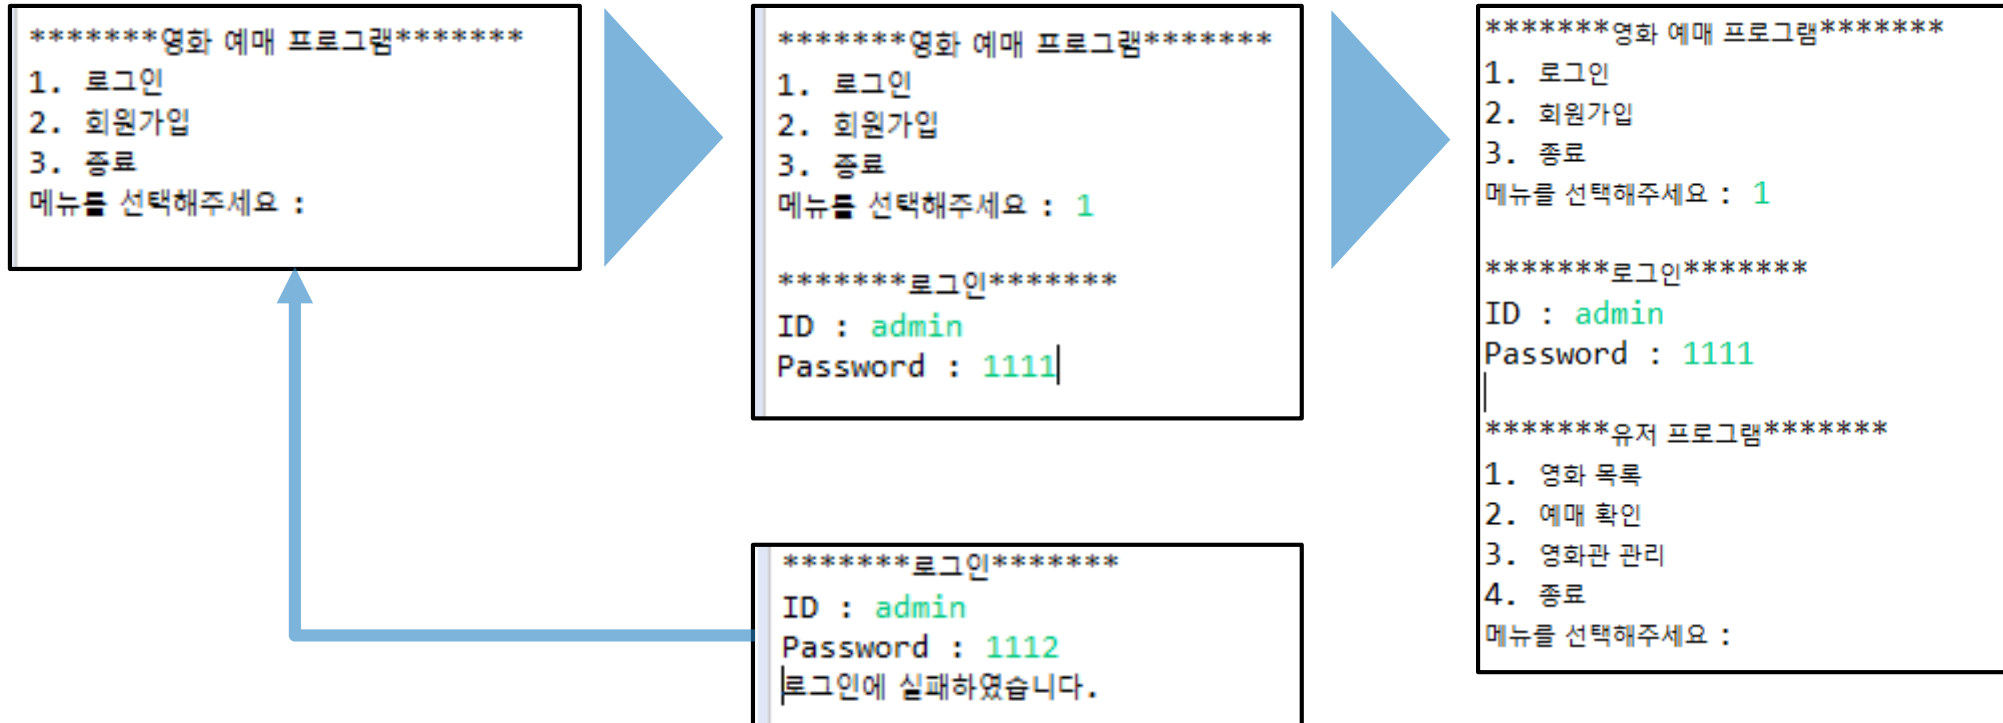 *******영화 예매 프로그램*******
1. 로그인
2. 회원가입
3. 종료
메뉴를 선택해주세요 :
*******영화 예매 프로그램*******
1. 로그인
2. 회원가입
3. 종료
메뉴를 선택해주세요 : 1
*******로그인*******
ID : admin
Password : 1111
*******영화 예매 프로그램*******
1. 로그인
2. 회원가입
3. 종료
메뉴를 선택해주세요 : 1
*******로그인*******
ID : admin
Password : 1111
*******유저 프로그램*******
1. 영화 목록
2. 예매 확인
3. 영화관 관리
4. 종료
메뉴를 선택해주세요 :
*******로그인*******
ID : admin
Password : 1112
로그인에 실패하였습니다.